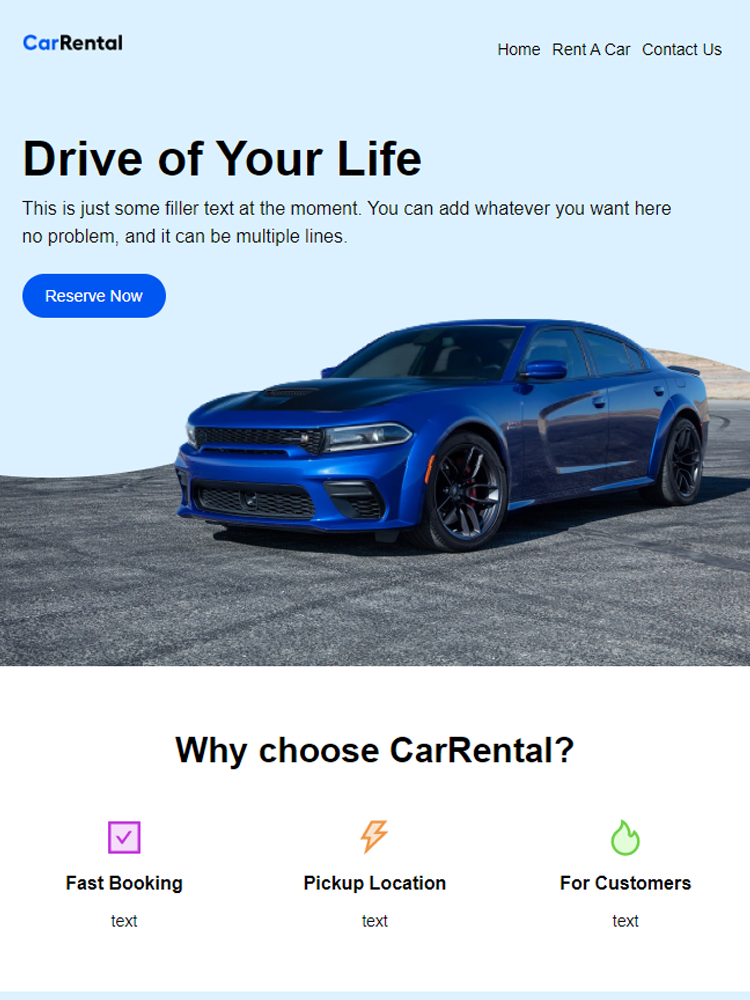 CarRental
Home Rent A Car Contact Us
Drive of Your Life
This is just some filler text at the moment. You can add whatever you want here
no problem, and it can be multiple lines.
Reserve Now
Why choose CarRental?
Fast Booking Pickup Location For Customers
text text text